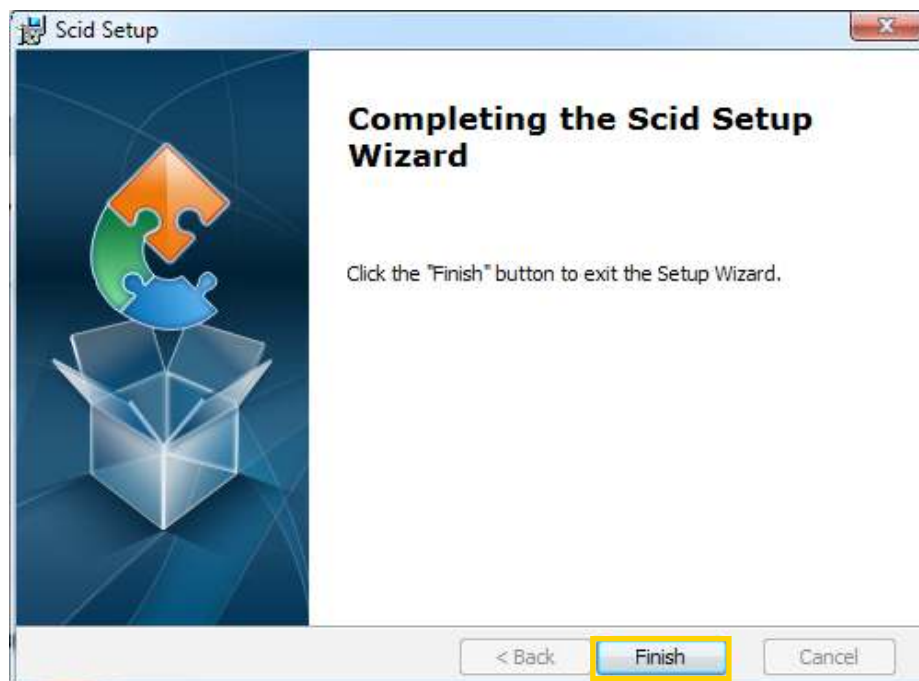 Scid Setup
Completing the Scid Setup
Wizard
Click the "Finish" button to exit the Setup Wizard.
< Back
Finish
Cancel